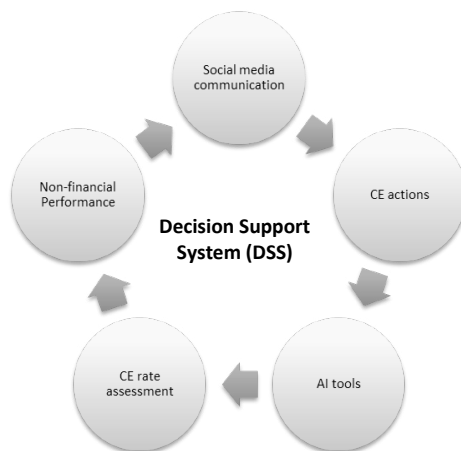 Social media
communication
CE actions
AI tools
CE rate
assessment
Non-financial
Performance
Decision Support
System (DSS)